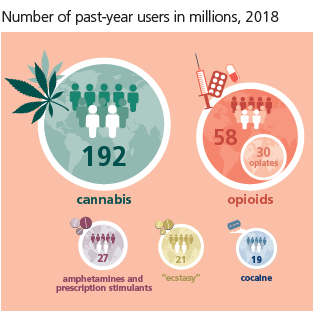 Number of past-year users in millions, 2018
192
cannabis
58
30
opiates
opioids
27
amphetamines and
prescription stimulants
21
"ecstasy"
19
cocaine